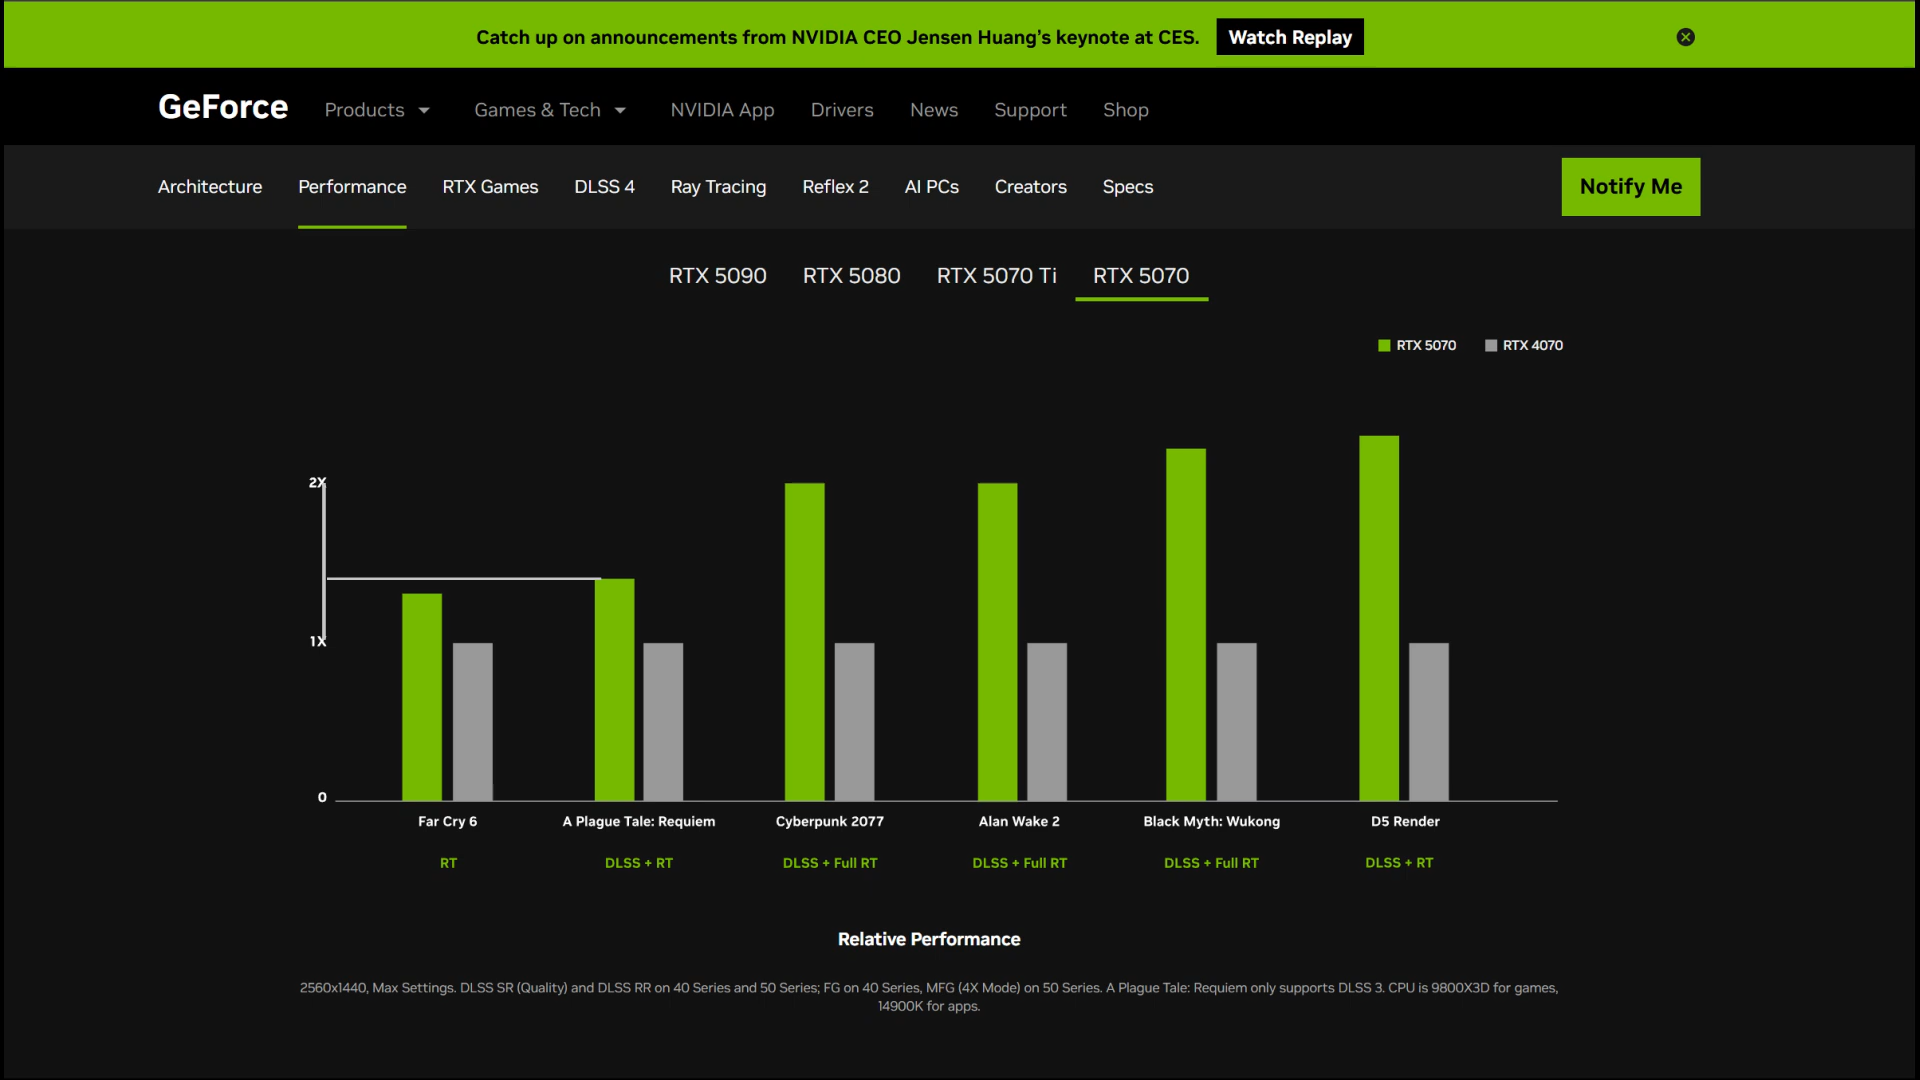 Catch up on announcements from NVIDIA CEO Jensen Huang's keynote at CES. Watch Replay
GeForce Products Games & Tech NVIDIA App Drivers News Support Shop
Architecture Performance RTX Games DLSS 4 Ray Tracing Reflex 2 AI PCs Creators Specs Notify Me
RTX 5090 RTX 5080 RTX 5070 Ti RTX 5070
RTX 5070 RTX 4070
2X
1X
0
Far Cry 6 A Plague Tale: Requiem Cyberpunk 2077 Alan Wake 2 Black Myth: Wukong D5 Render
RT DLSS + RT DLSS + Full RT DLSS + Full RT DLSS + Full RT DLSS + RT
Relative Performance
2560x1440, Max Settings. DLSS SR (Quality) and DLSS RR on 40 Series and 50 Series; FG on 40 Series, MFG (4X Mode) on 50 Series. A Plague Tale: Requiem only supports DLSS 3. CPU is 9800X3D for games,
14900K for apps.